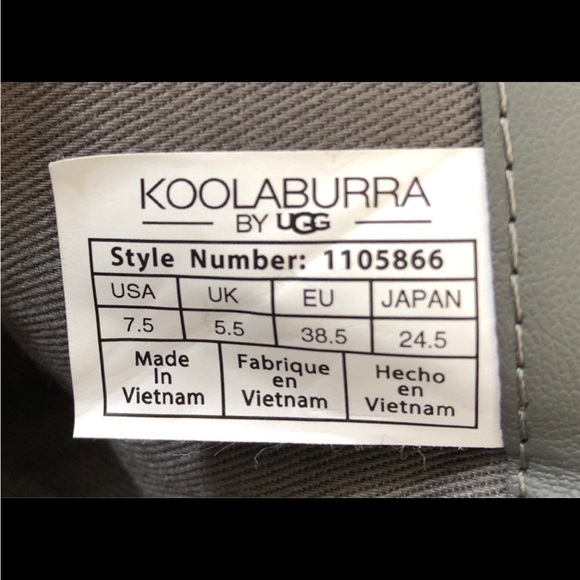 KOOLABURRA
BY UGG
Style Number: 1105866
USA UK EU JAPAN
7.5 5.5 38.5 24.5
Made In Vietnam
Fabrique en Vietnam
Hecho en Vietnam